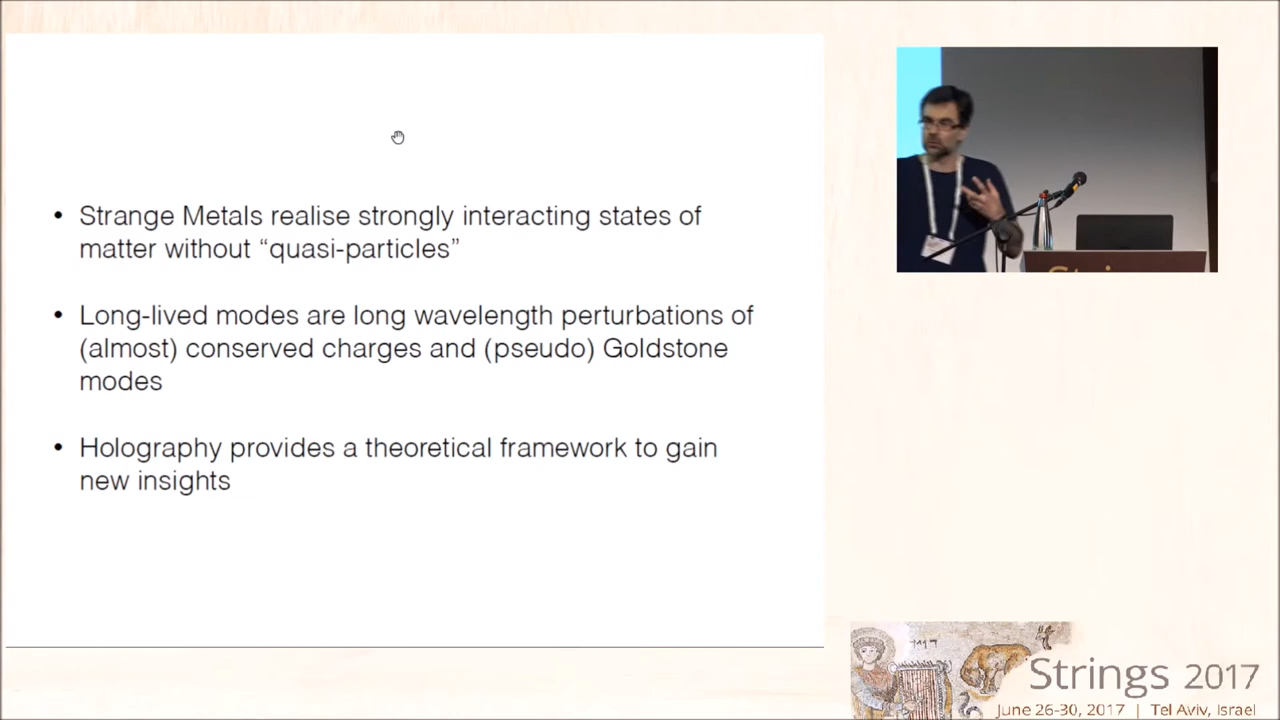 • Strange Metals realise strongly interacting states of
matter without “quasi-particles”
• Long-lived modes are long wavelength perturbations of
(almost) conserved charges and (pseudo) Goldstone
modes
• Holography provides a theoretical framework to gain
new insights
Strings 2017
June 26-30, 2017 | Tel Aviv, Israel